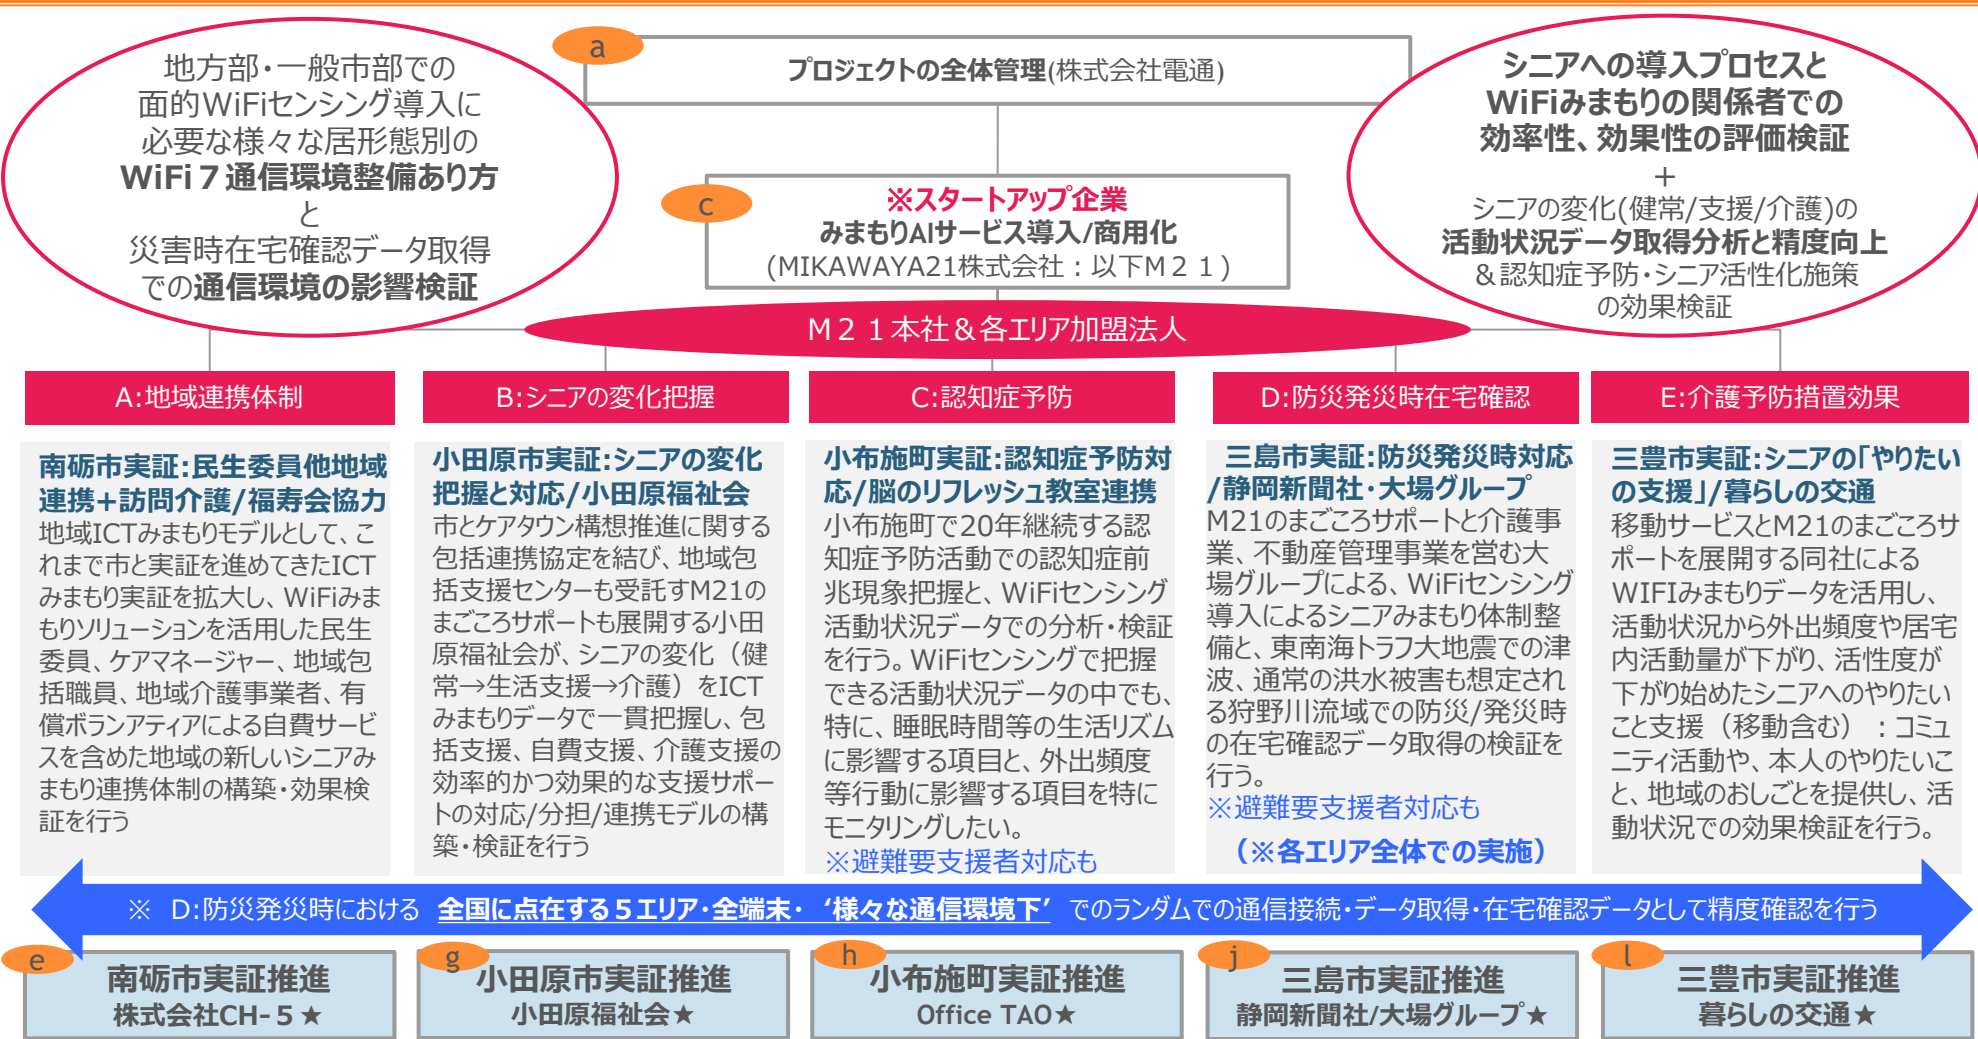 地方部・一般市部での
面的WiFiセンシング導入に
必要な様々な居形態別の
WiFi７通信環境整備あり方
と
災害時在宅確認データ取得
での通信環境の影響検証
a
プロジェクトの全体管理(株式会社電通)
シニアへの導入プロセスと
WiFiみまもりの関係者での
効率性、効果性の評価検証
＋
シニアの変化(健常/支援/介護)の
活動状況データ取得分析と精度向上
＆認知症予防・シニア活性化施策
の効果検証
c
※スタートアップ企業
みまもりAIサービス導入/商用化
(MIKAWAYA21株式会社：以下M２１)
M２１本社＆各エリア加盟法人
A:地域連携体制
南砺市実証:民生委員他地域
連携+訪問介護/福寿会協力
地域ICTみまもりモデルとして、こ
れまで市と実証を進めてきたICT
みまもり実証を拡大し、WiFiみま
もりソリューションを活用した民生
委員、ケアマネージャー、地域包
括職員、地域介護事業者、有
償ボランアティアによる自費サービ
スを含めた地域の新しいシニアみ
まもり連携体制の構築・効果検
証を行う
B:シニアの変化把握
小田原市実証:シニアの変化
把握と対応/小田原福祉会
市とケアタウン構想推進に関する
包括連携協定を結び、地域包
括支援センターも受託すM21の
まごころサポートも展開する小田
原福祉会が、シニアの変化（健
常→生活支援→介護）をICT
みまもりデータで一貫把握し、包
括支援、自費支援、介護支援の
効率的かつ効果的な支援サポー
トの対応/分担/連携モデルの構
築・検証を行う
C:認知症予防
小布施町実証:認知症予防対
応/脳のリフレッシュ教室連携
小布施町で20年継続する認
知症予防活動での認知症前
兆現象把握と、WiFiセンシング
活動状況データでの分析・検証
を行う。WiFiセンシングで把握
できる活動状況データの中でも、
特に、睡眠時間等の生活リズム
に影響する項目と、外出頻度
等行動に影響する項目を特に
モニタリングしたい。
※避難要支援者対応も
D:防災発災時在宅確認
三島市実証:防災発災時対応
/静岡新聞社・大場グループ
M21のまごころサポートと介護事
業、不動産管理事業を営む大
場グループによる、WiFiセンシング
導入によるシニアみまもり体制整
備と、東南海トラフ大地震での津
波、通常の洪水被害も想定され
る狩野川流域での防災/発災時
の在宅確認データ取得の検証を
行う。
※避難要支援者対応も
（※各エリア全体での実施）
E:介護予防措置効果
三豊市実証:シニアの「やりたい
の支援」/暮らしの交通
移動サービスとM21のまごころサ
ポートを展開する同社による
WIFIみまもりデータを活用し、
活動状況から外出頻度や居宅
内活動量が下がり、活性度が
下がり始めたシニアへのやりたい
こと支援（移動含む）：コミュ
ニティ活動や、本人のやりたいこ
と、地域のおしごとを提供し、活
動状況での効果検証を行う。
※ D:防災発災時における 全国に点在する５エリア・全端末・‘様々な通信環境下’ でのランダムでの通信接続・データ取得・在宅確認データとして精度確認を行う
e
南砺市実証推進
株式会社CH-５★
g
小田原市実証推進
小田原福祉会★
h
小布施町実証推進
Office TAO★
j
三島市実証推進
静岡新聞社/大場グループ★
l
三豊市実証推進
暮らしの交通★